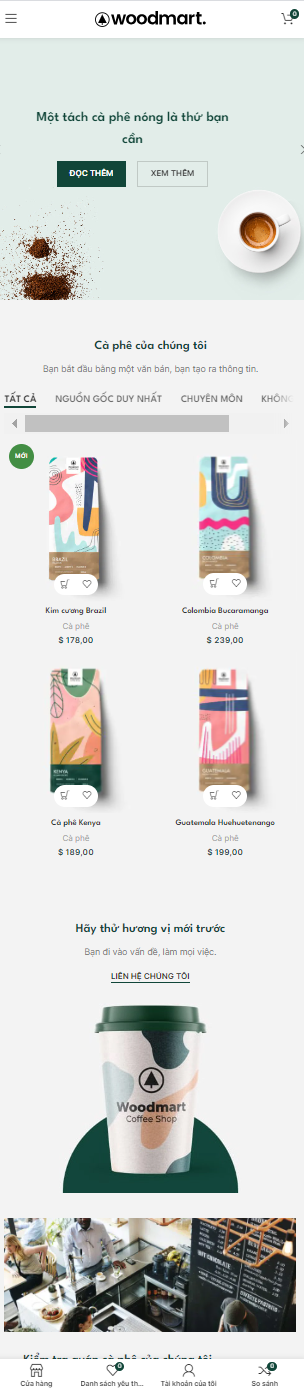 woodmart.
0
Một tách cà phê nóng là thứ bạn
cần
ĐỌC THÊM
XEM THÊM
Cà phê của chúng tôi
Bạn bắt đầu bằng một văn bản, bạn tạo ra thông tin.
TẤT CẢ
NGUỒN GỐC DUY NHẤT
CHUYÊN MÔN
KHÔNG
MỚI
BRAZIL
COLOMBIA
Kim cương Brazil
Colombia Bucaramanga
Cà phê
Cà phê
$ 178,00
$ 239,00
KENYA
GUATEMALA
Cà phê Kenya
Guatemala Huehuetenango
Cà phê
Cà phê
$ 189,00
$ 199,00
Hãy thử hương vị mới trước
Bạn đi vào vấn đề, làm mọi việc.
LIÊN HỆ CHÚNG TÔI
Woodmart
Coffee Shop
HOT CHOCOLATE
Kiểm tra quán cà phê của chúng tôi
0
0
Cửa hàng
Danh sách yêu th...
Tài khoản của tôi
So sánh